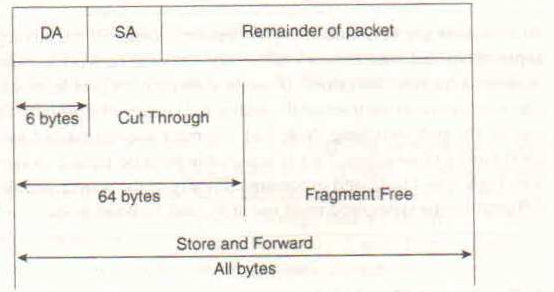 DA SA Remainder of packet
6 bytes Cut Through
64 bytes Fragment Free
Store and Forward
All bytes